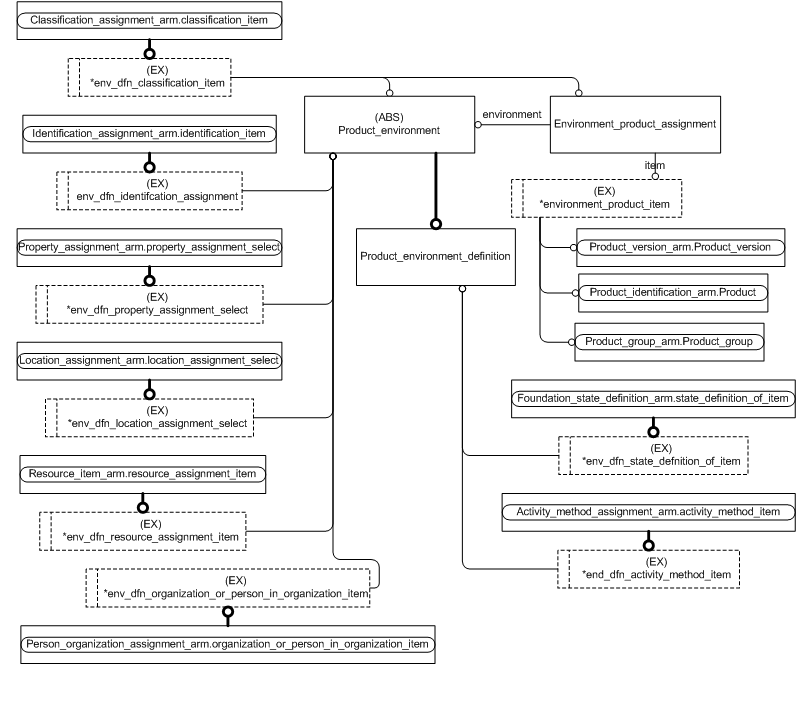 Classification_assignment_arm.classification_item
(EX)
*env_dfn_classification_item
(ABS)
Product_environment
environment
Environment_product_assignment
Identification_assignment_arm.identification_item
item
(EX)
env_dfn_identifcation_assignment
(EX)
*environment_product_item
Property_assignment_arm.property_assignment_select
Product_environment_definition
Product_version_arm.Product_version
(EX)
*env_dfn_property_assignment_select
Product_identification_arm.Product
Product_group_arm.Product_group
Location_assignment_arm.location_assignment_select
Foundation_state_definition_arm.state_definition_of_item
(EX)
*env_dfn_location_assignment_select
(EX)
*env_dfn_state_defnition_of_item
Resource_item_arm.resource_assignment_item
Activity_method_assignment_arm.activity_method_item
(EX)
*env_dfn_resource_assignment_item
(EX)
*end_dfn_activity_method_item
(EX)
*env_dfn_organization_or_person_in_organization_item
Person_organization_assignment_arm.organization_or_person_in_organization_item